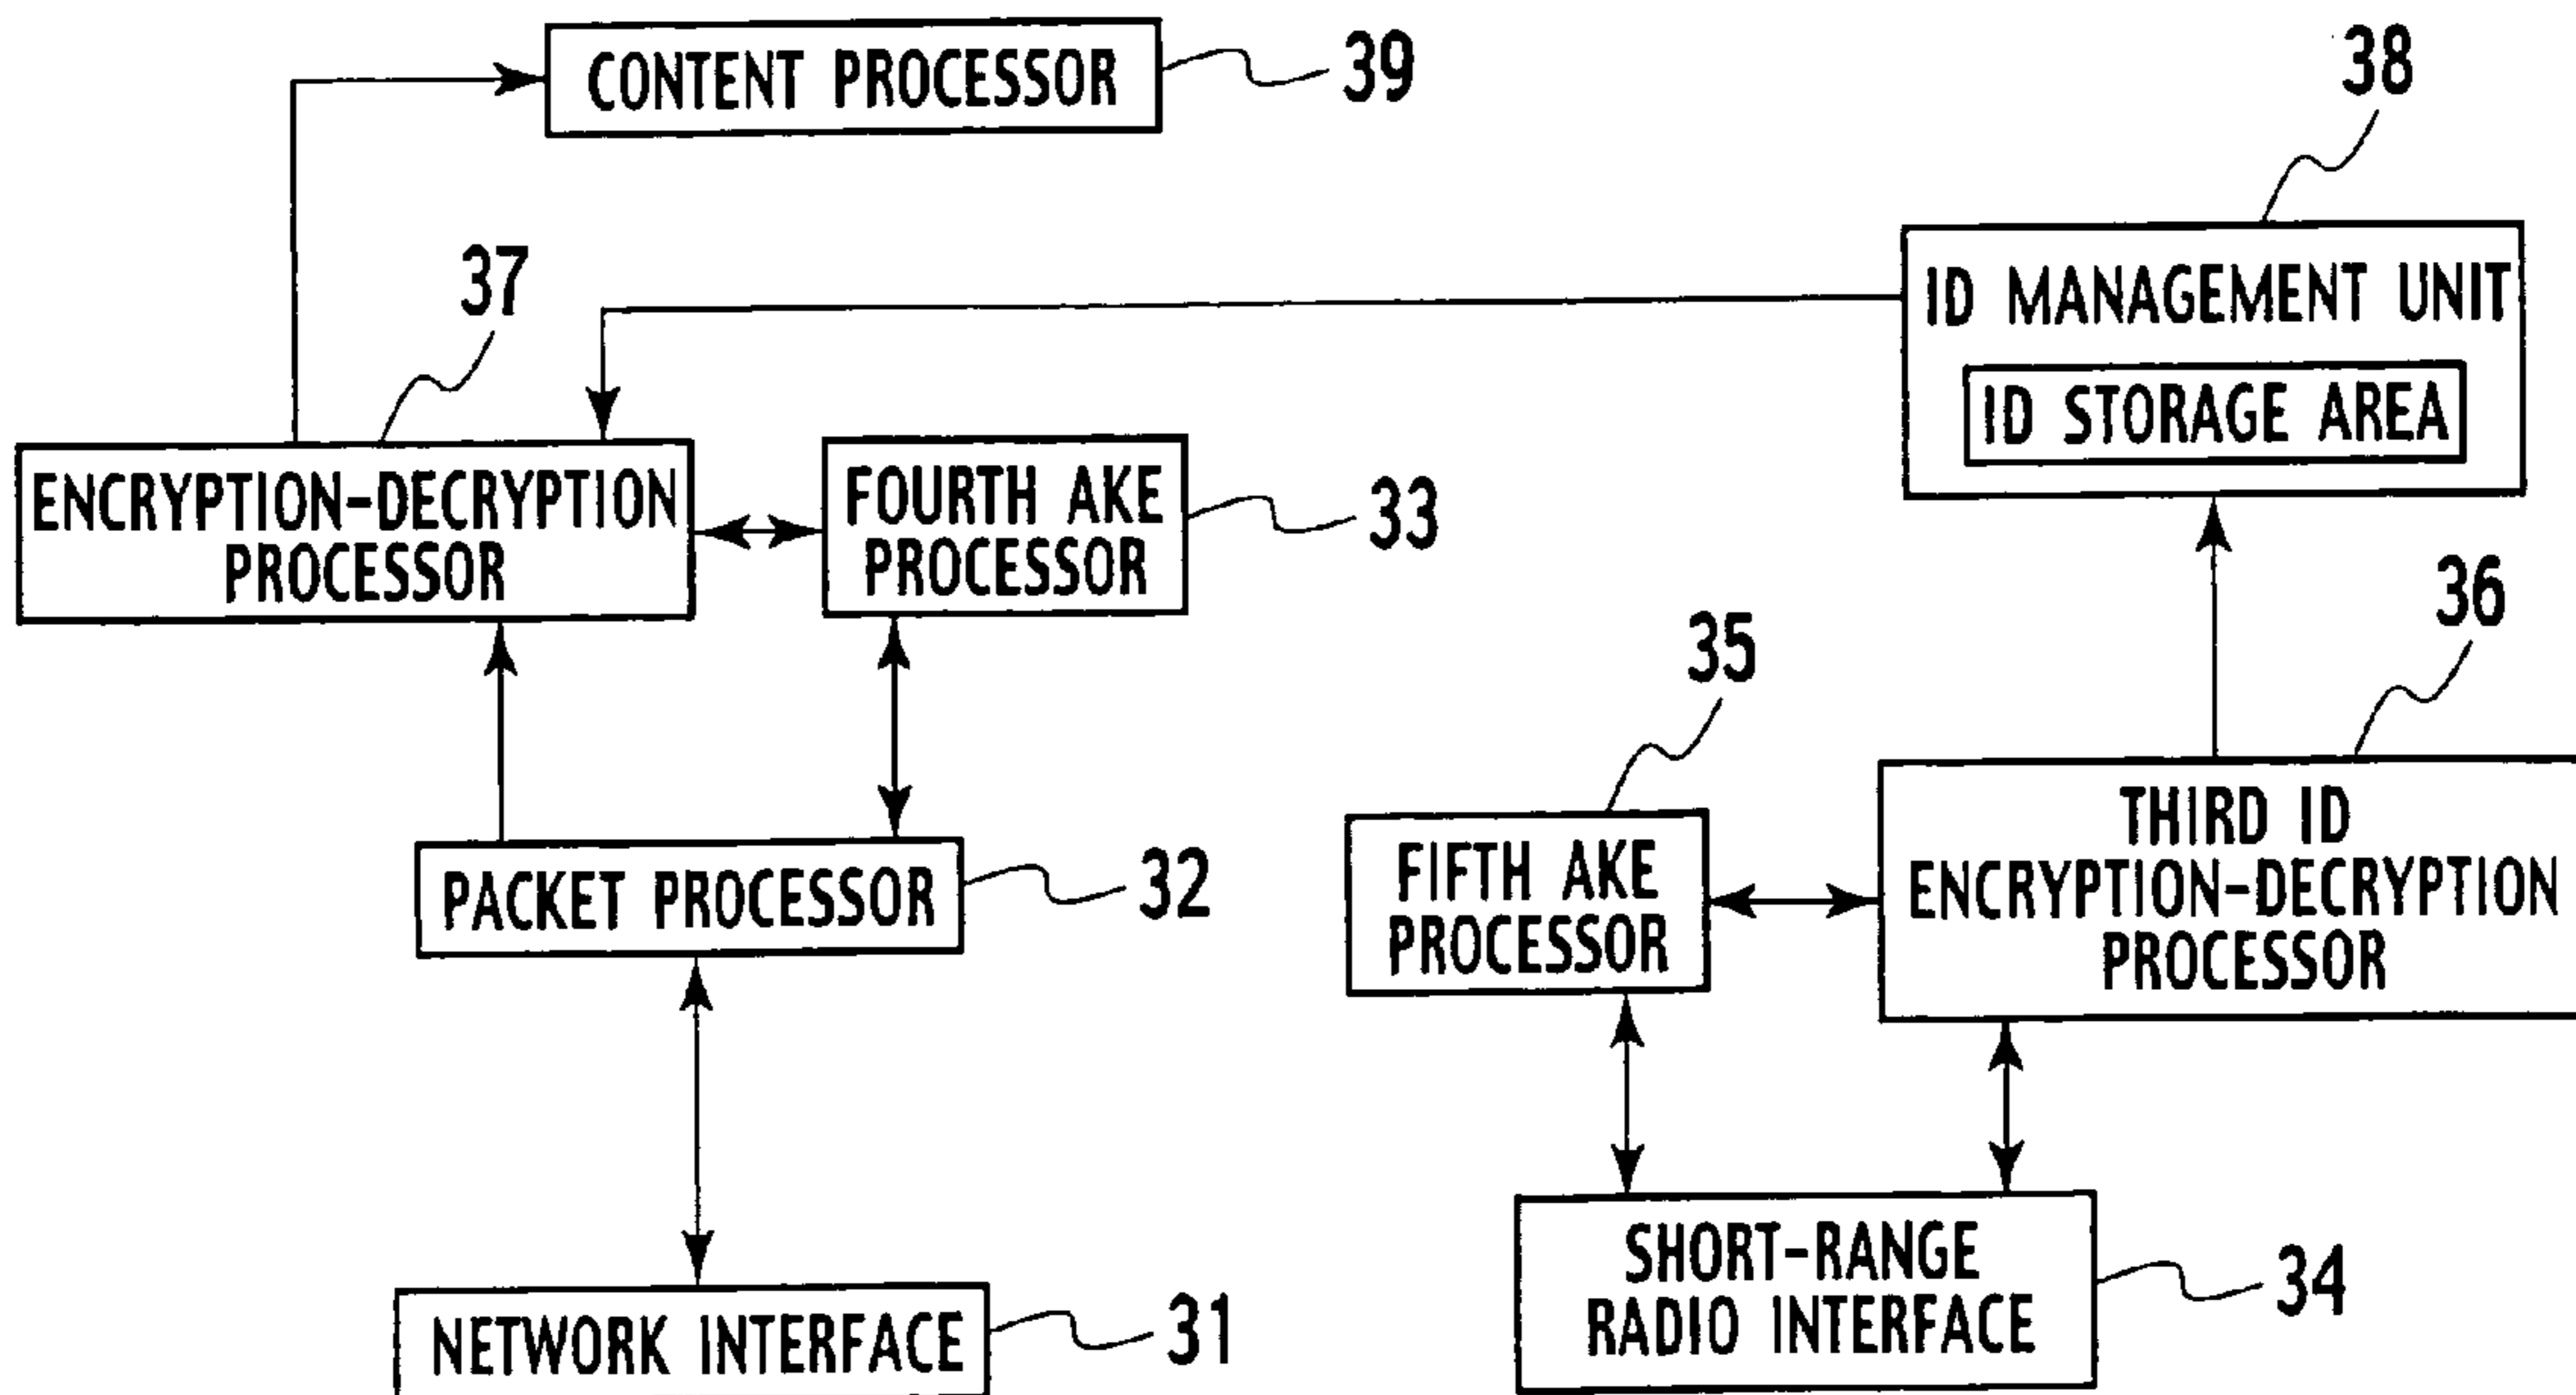 CONTENT PROCESSOR
39
38
ID MANAGEMENT UNIT
ID STORAGE AREA
37
ENCRYPTION-DECRYPTION
PROCESSOR
FOURTH AKE
PROCESSOR
33
36
35
THIRD ID
ENCRYPTION-DECRYPTION
PROCESSOR
FIFTH AKE
PROCESSOR
PACKET PROCESSOR
32
SHORT-RANGE
RADIO INTERFACE
34
NETWORK INTERFACE
31